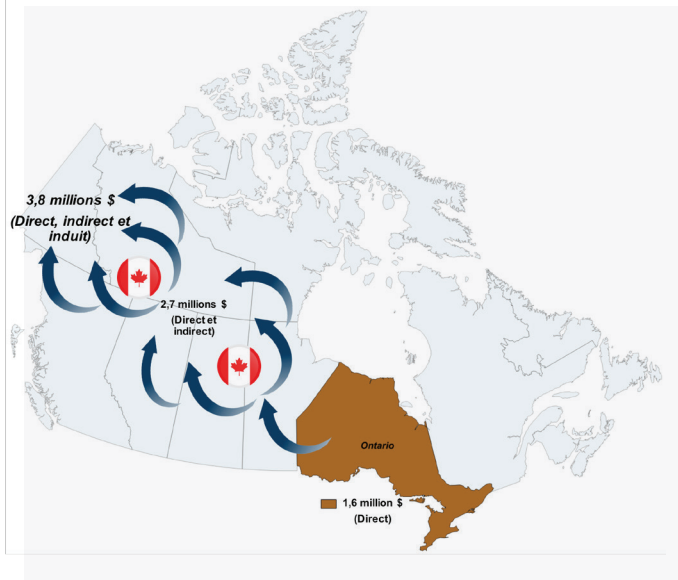 3,8 millions $
(Direct, indirect et
induit)
2,7 millions $
(Direct et
indirect)
Ontario
1,6 million $
(Direct)